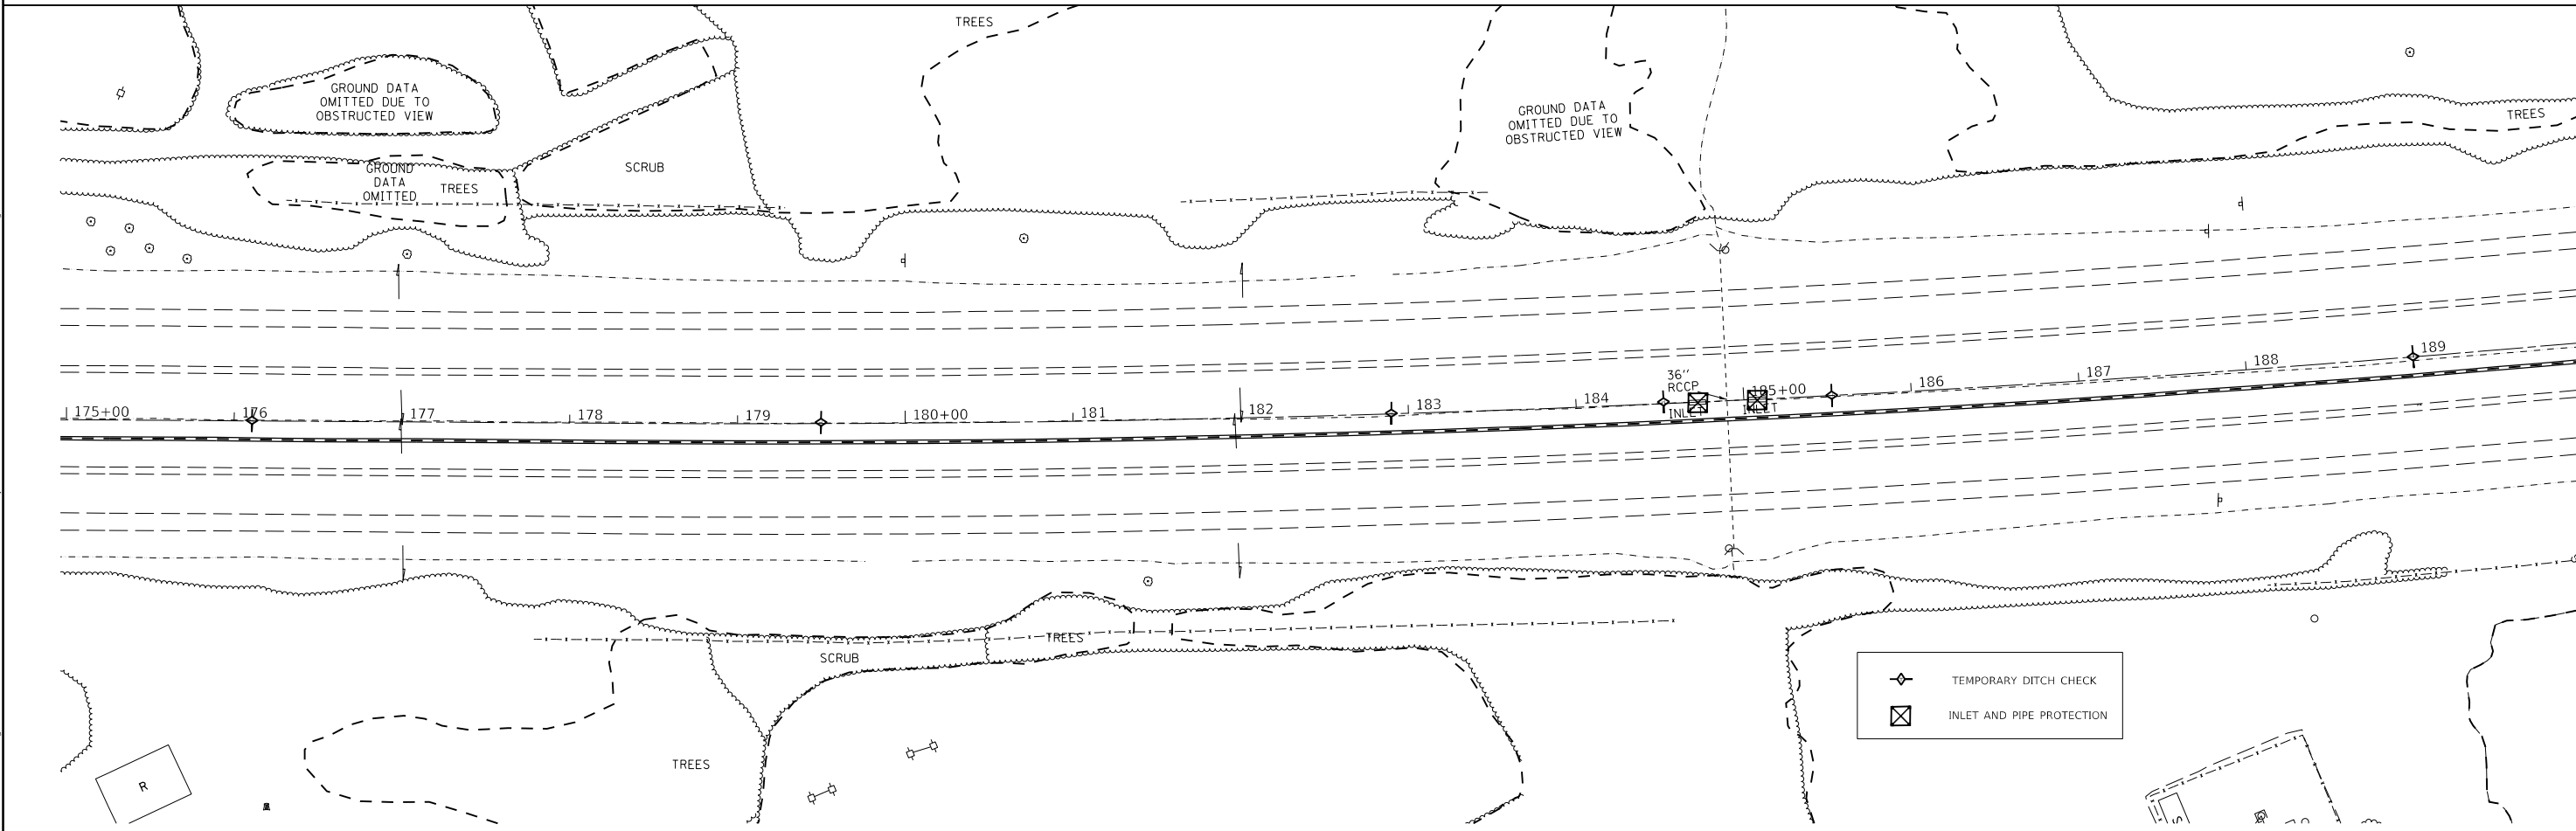 TREES
GROUND DATA
OMITTED DUE TO
OBSTRUCTED VIEW
GROUND DATA
OMITTED DUE TO
OBSTRUCTED VIEW
TREES
GROUND
DATA
OMITTED
TREES
SCRUB
175+00
176
177
178
179
180+00
181
182
183
184
36"
RCCP
INLET
185+00
INLET
186
187
188
189
TREES
SCRUB
TREES
R
TEMPORARY DITCH CHECK
INLET AND PIPE PROTECTION
S